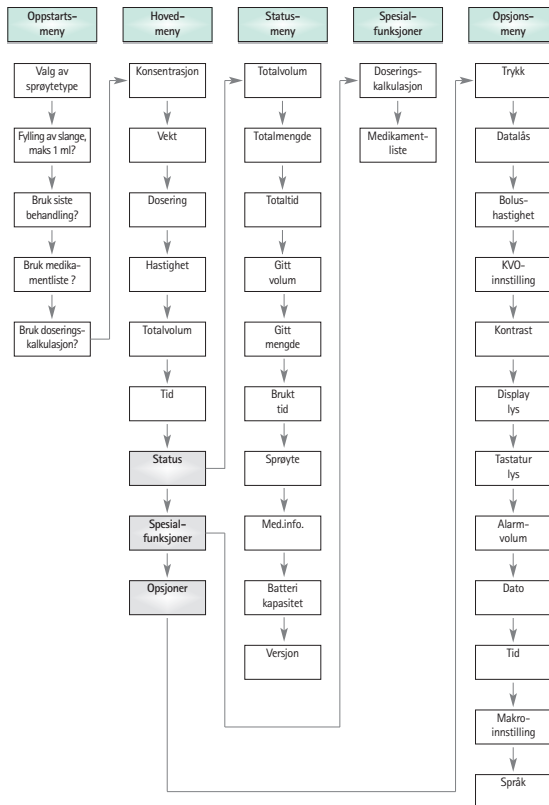 Oppstarts-
meny
Valg av
sprøytetype
Fylling av slange,
maks 1 ml?
Bruk siste
behandling?
Bruk medika-
mentliste ?
Bruk doserings-
kalkulasjon?
Hoved-
meny
Konsentrasjon
Vekt
Dosering
Hastighet
Totalvolum
Tid
Status
Spesial-
funksjoner
Opsjoner
Status-
meny
Totalvolum
Totalmengde
Totaltid
Gitt
volum
Gitt
mengde
Brukt
tid
Sprøyte
Med.info.
Batteri
kapasitet
Versjon
Spesial-
funksjoner
Doserings-
kalkulasjon
Medikament-
liste
Opsjons-
meny
Trykk
Datalås
Bolus-
hastighet
KVO-
innstilling
Kontrast
Display
lys
Tastatur
lys
Alarm-
volum
Dato
Tid
Makro-
innstilling
Språk